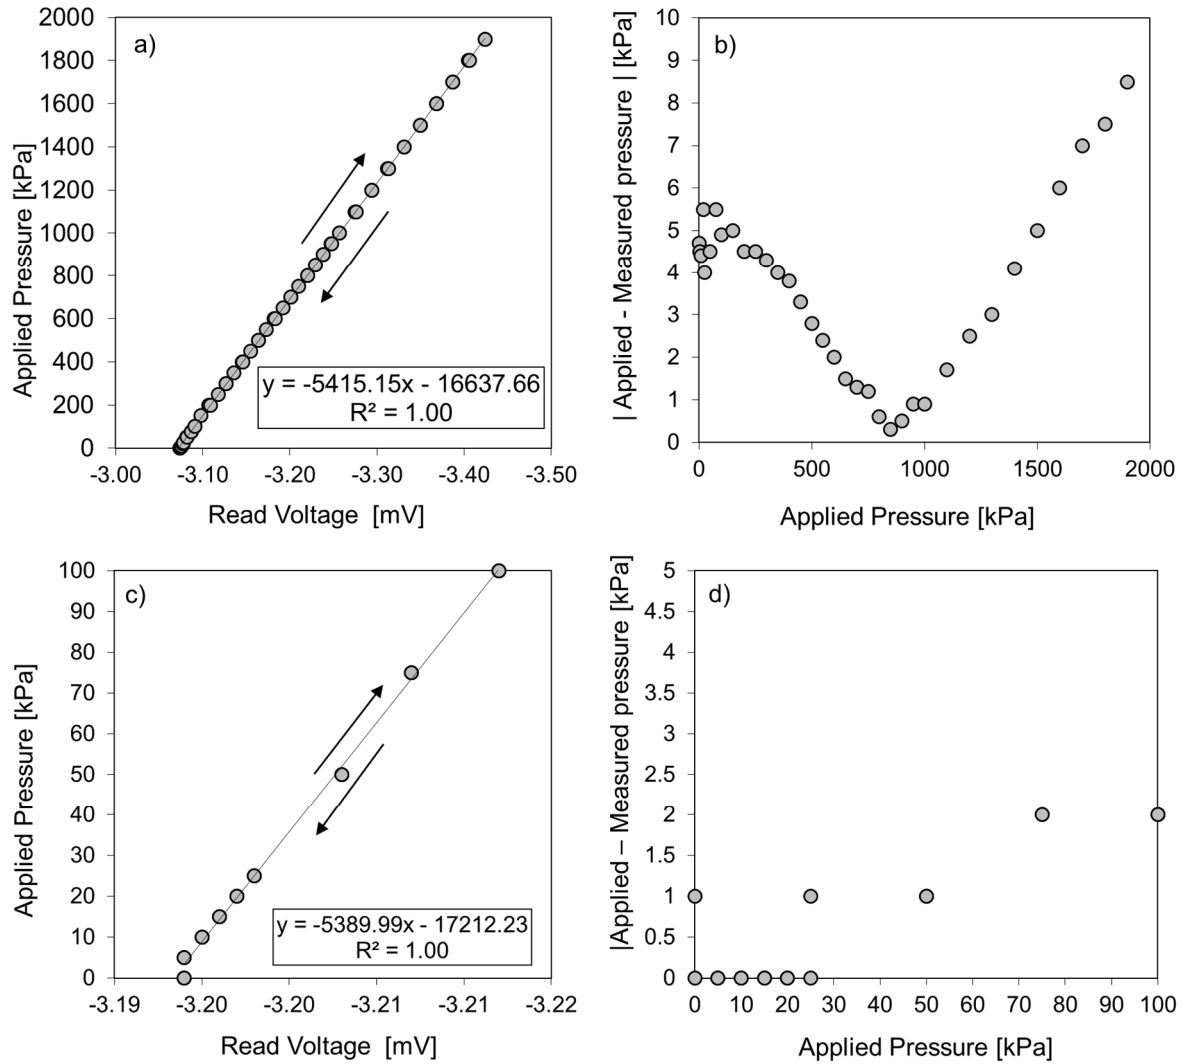 a)
Applied Pressure [kPa]
2000
1800
1600
1400
1200
1000
800
600
400
200
0
y = -5415.15x - 16637.66
R² = 1.00
-3.00 -3.10 -3.20 -3.30 -3.40 -3.50
Read Voltage [mV]
b)
| Applied - Measured pressure | [kPa]
10
9
8
7
6
5
4
3
2
1
0
0 500 1000 1500 2000
Applied Pressure [kPa]
c)
Applied Pressure [kPa]
100
90
80
70
60
50
40
30
20
10
0
y = -5389.99x - 17212.23
R² = 1.00
-3.19 -3.20 -3.20 -3.21 -3.21 -3.22
Read Voltage [mV]
d)
|Applied – Measured pressure| [kPa]
5
4.5
4
3.5
3
2.5
2
1.5
1
0.5
0
0 10 20 30 40 50 60 70 80 90 100
Applied Pressure [kPa]